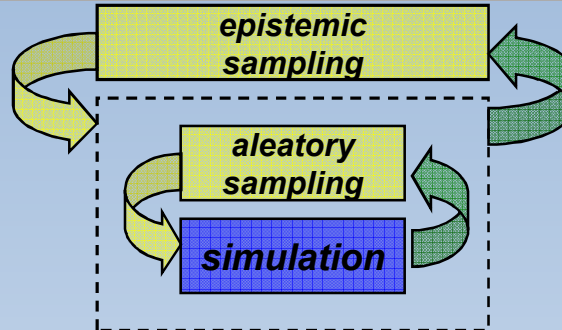 epistemic
sampling
aleatory
sampling
simulation